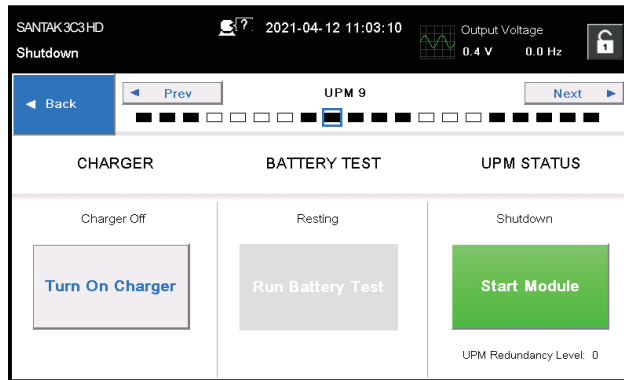 SANTAK 3C3 HD
Shutdown
?
2021-04-12 11:03:10
Output Voltage
0.4 V 0.0 Hz
1
◄ Back
◄ Prev
UPM 9
Next ►
CHARGER
BATTERY TEST
UPM STATUS
Charger Off
Resting
Shutdown
Turn On Charger
Run Battery Test
Start Module
UPM Redundancy Level: 0